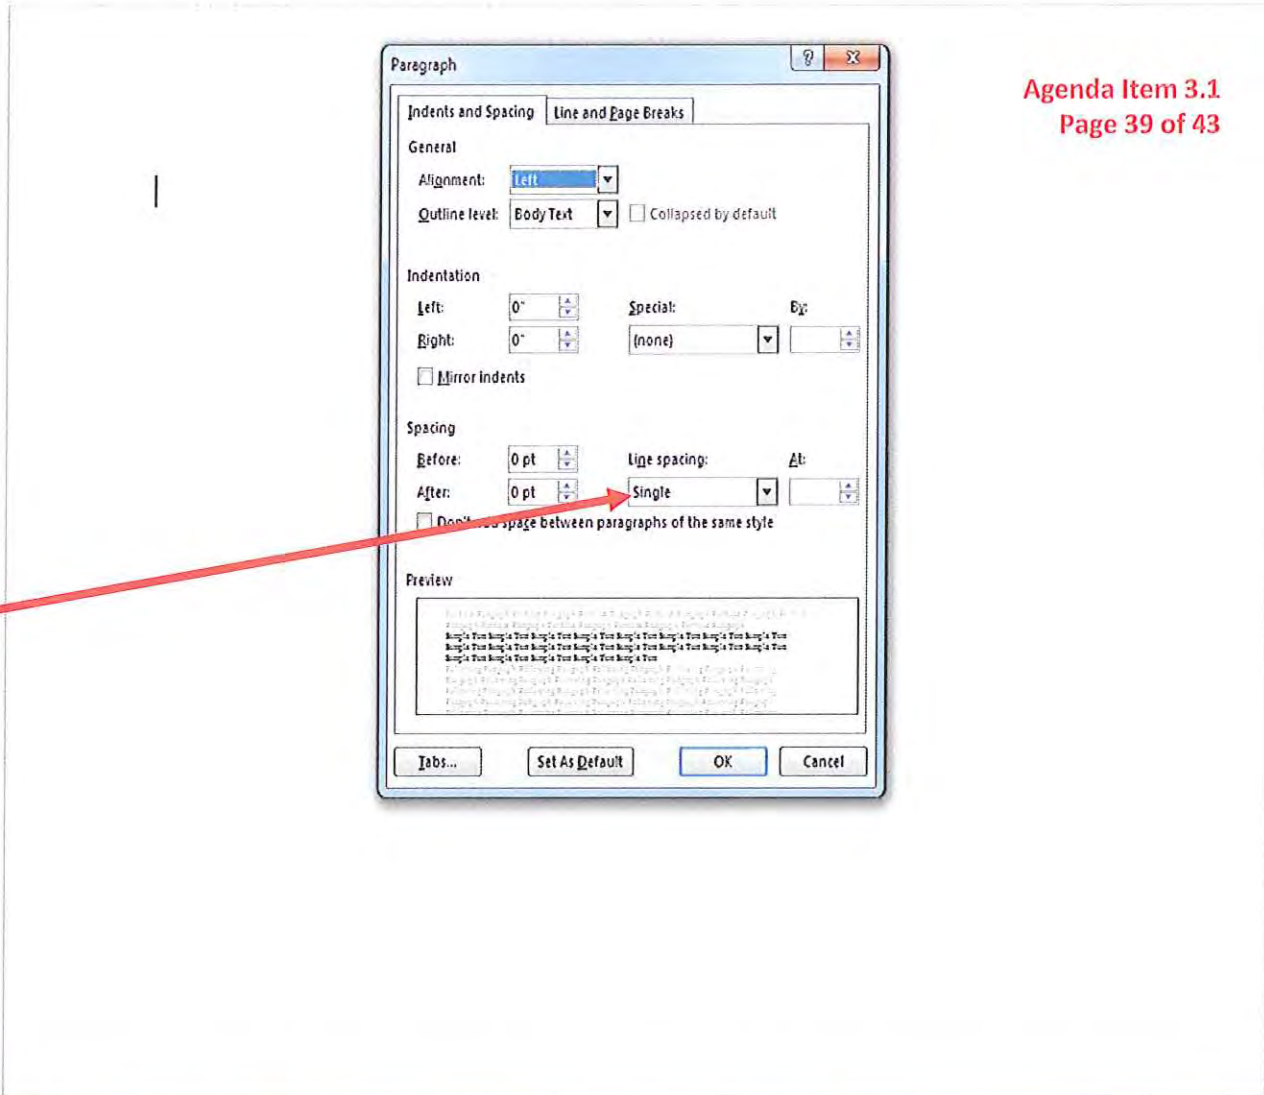 Paragraph
Agenda Item 3.1
Page 39 of 43
Indents and Spacing Line and Page Breaks
General
Alignment: Left
Outline level: Body Text Collapsed by default
Indentation
Left: 0" Special: By:
Right: 0" (none)
Mirror indents
Spacing
Before: 0 pt Line spacing: At:
After: 0 pt Single
Don't space between paragraphs of the same style
Preview
Tabs... Set As Default OK Cancel